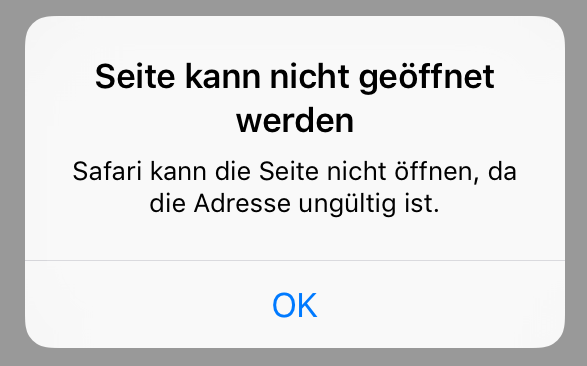 Seite kann nicht geöffnet
werden
Safari kann die Seite nicht öffnen, da
die Adresse ungültig ist.
OK